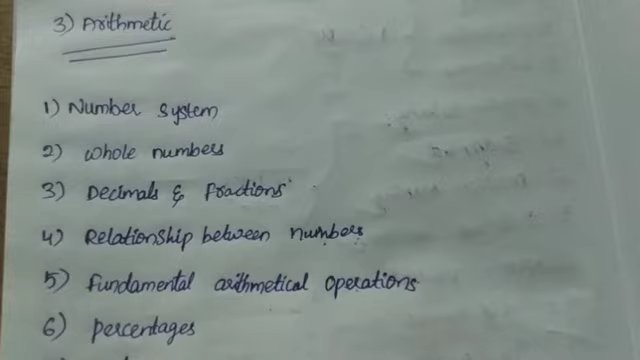 3) Arithmetic
1) Number system
2) whole numbers
3) Decimals & fractions
4) Relationship between numbers
5) fundamental arithmetical operations
6) percentages